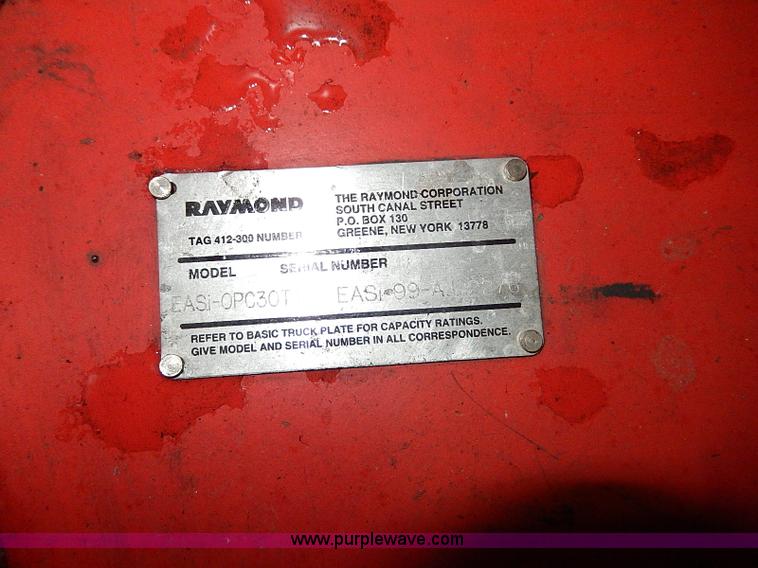 RAYMOND
THE RAYMOND CORPORATION
SOUTH CANAL STREET
P.O. BOX 130
GREENE, NEW YORK 13778
TAG 412-300 NUMBER
MODEL SERIAL NUMBER
EASi-OPC30T
REFER TO BASIC TRUCK PLATE FOR CAPACITY RATINGS.
GIVE MODEL AND SERIAL NUMBER IN ALL CORRESPONDENCE.
www.purplewave.com